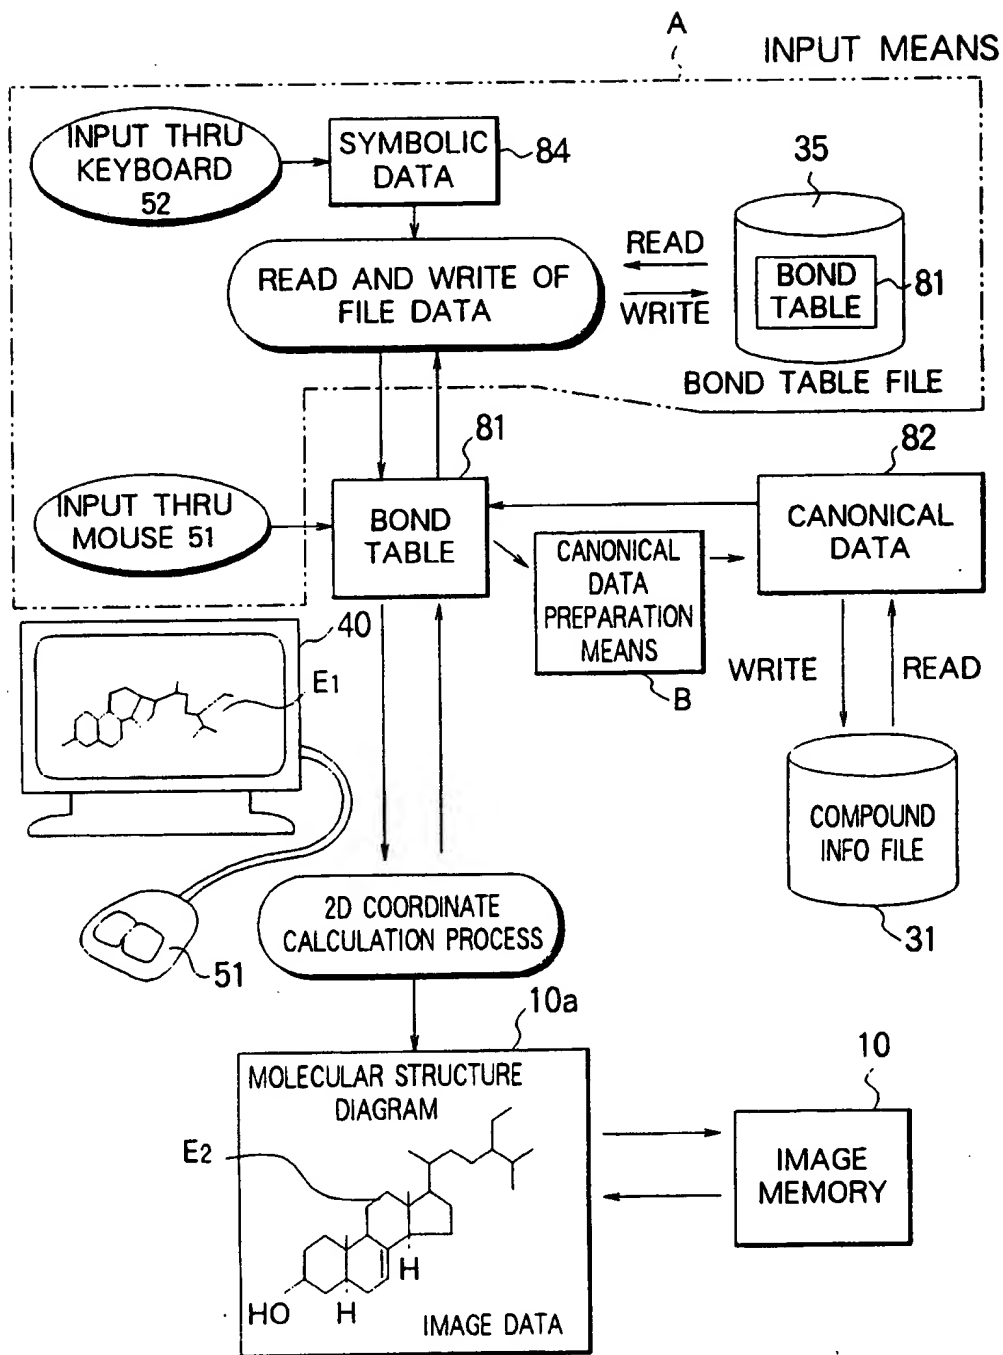 A
INPUT MEANS
INPUT THRU
KEYBOARD
52
SYMBOLIC
DATA
84
35
READ AND WRITE OF
FILE DATA
READ
WRITE
BOND
TABLE
81
BOND TABLE FILE
81
82
INPUT THRU
MOUSE 51
BOND
TABLE
CANONICAL
DATA
PREPARATION
MEANS
CANONICAL
DATA
B
WRITE
READ
40
E1
COMPOUND
INFO FILE
31
2D COORDINATE
CALCULATION PROCESS
51
10a
MOLECULAR STRUCTURE
DIAGRAM
E2
H
HO
H
IMAGE DATA
10
IMAGE
MEMORY